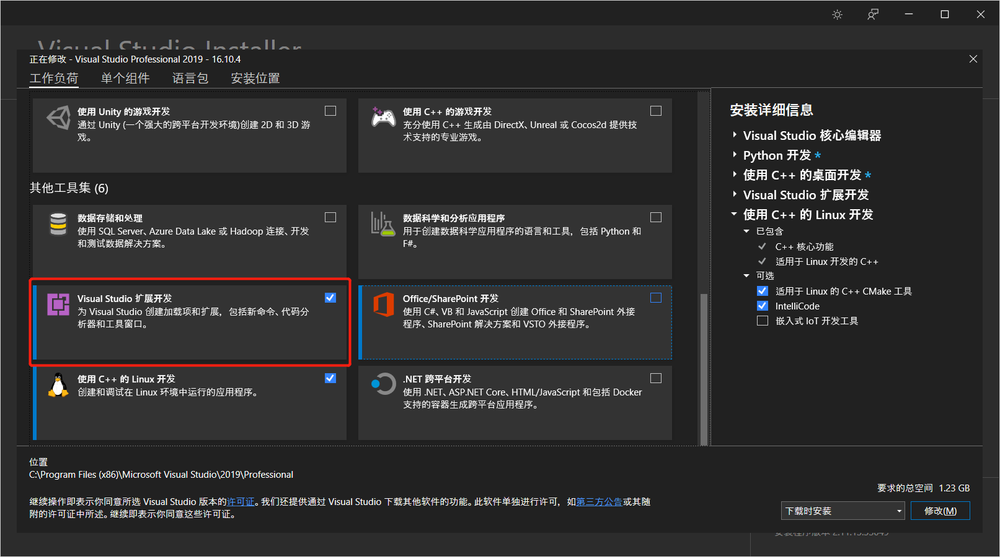 Visual Studio Installer
正在修改 - Visual Studio Professional 2019 - 16.10.4
工作负荷 单个组件 语言包 安装位置
使用 Unity 的游戏开发
通过 Unity (一个强大的跨平台开发环境)创建 2D 和 3D 游
戏。
使用 C++ 的游戏开发
充分使用 C++ 生成由 DirectX、Unreal 或 Cocos2d 提供技
术支持的专业游戏。
其他工具集 (6)
数据存储和处理
使用 SQL Server、Azure Data Lake 或 Hadoop 连接、开发
和测试数据解决方案。
数据科学和分析应用程序
用于创建数据科学应用程序的语言和工具，包括 Python 和
F#。
Visual Studio 扩展开发
为 Visual Studio 创建加载项和扩展，包括新命令、代码分
析器和工具窗口。
Office/SharePoint 开发
使用 C#、VB 和 JavaScript 创建 Office 和 SharePoint 外接
程序、SharePoint 解决方案和 VSTO 外接程序。
使用 C++ 的 Linux 开发
创建和调试在 Linux 环境中运行的应用程序。
.NET 跨平台开发
使用 .NET、ASP.NET Core、HTML/JavaScript 和包括 Docker
支持的容器生成跨平台应用程序。
安装详细信息
Visual Studio 核心编辑器
Python 开发 *
使用 C++ 的桌面开发 *
Visual Studio 扩展开发
使用 C++ 的 Linux 开发
已包含
C++ 核心功能
适用于 Linux 开发的 C++
可选
适用于 Linux 的 C++ CMake 工具
IntelliCode
嵌入式 IoT 开发工具
位置
C:\Program Files (x86)\Microsoft Visual Studio\2019\Professional
继续操作即表示你同意所选 Visual Studio 版本的许可证。我们还提供通过 Visual Studio 下载其他软件的功能。此软件单独进行许可，如第三方公告或其随
附的许可证中所述。继续即表示你同意这些许可证。
要求的总空间 1.23 GB
下载时安装
修改(M)